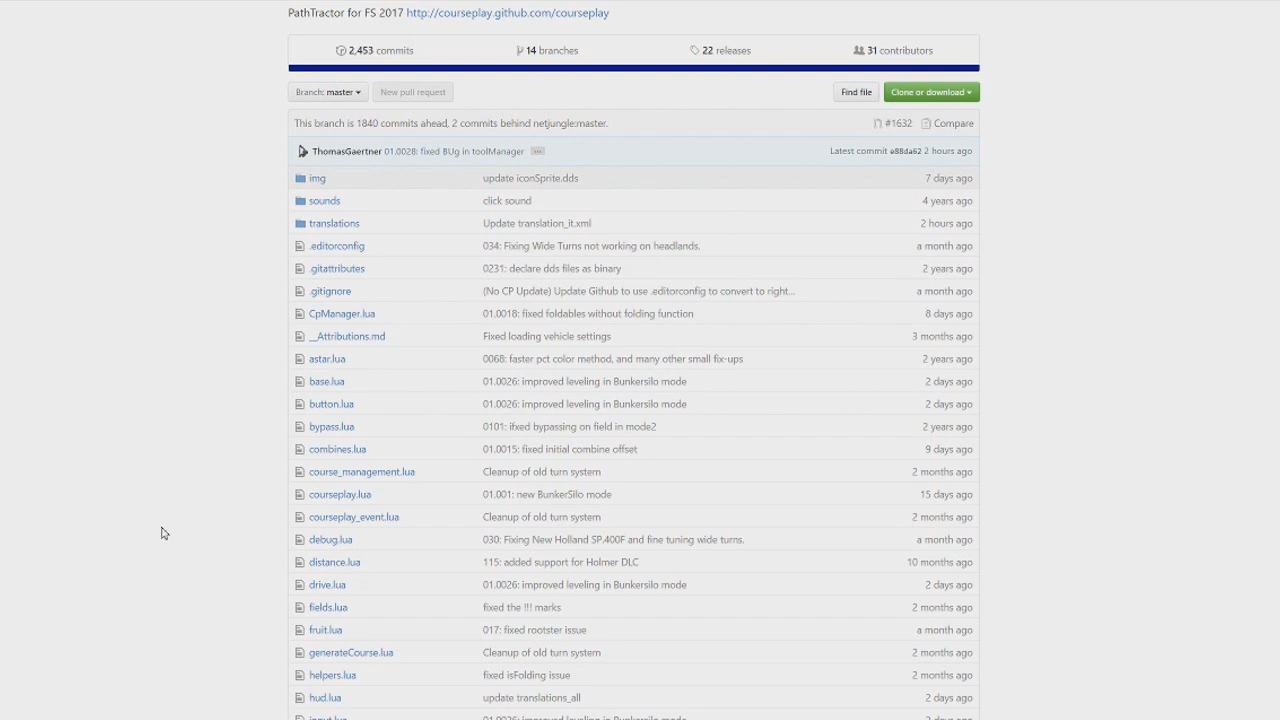 PathTractor for FS 2017 http://courseplay.github.com/courseplay
2,453 commits 14 branches 22 releases 31 contributors
Branch: master New pull request Find file Clone or download
This branch is 1840 commits ahead, 2 commits behind netjungle:master. #1632 Compare
ThomasGaertner 01.0028: fixed BUg in toolManager ... Latest commit e88da62 2 hours ago
img update iconSprite.dds 7 days ago
sounds click sound 4 years ago
translations Update translation_it.xml 2 hours ago
.editorconfig 034: Fixing Wide Turns not working on headlands. a month ago
.gitattributes 0231: declare dds files as binary 2 years ago
.gitignore (No CP Update) Update Github to use .editorconfig to convert to right... a month ago
CpManager.lua 01.0018: fixed foldables without folding function 8 days ago
__Attributions.md Fixed loading vehicle settings 3 months ago
astar.lua 0068: faster pct color method, and many other small fix-ups 2 years ago
base.lua 01.0026: improved leveling in Bunkersilo mode 2 days ago
button.lua 01.0026: improved leveling in Bunkersilo mode 2 days ago
bypass.lua 0101: ifxed bypassing on field in mode2 2 years ago
combines.lua 01.0015: fixed initial combine offset 9 days ago
course_management.lua Cleanup of old turn system 2 months ago
courseplay.lua 01.001: new BunkerSilo mode 15 days ago
courseplay_event.lua Cleanup of old turn system 2 months ago
debug.lua 030: Fixing New Holland SP.400F and fine tuning wide turns. a month ago
distance.lua 115: added support for Holmer DLC 10 months ago
drive.lua 01.0026: improved leveling in Bunkersilo mode 2 days ago
fields.lua fixed the !!! marks 2 months ago
fruit.lua 017: fixed rootster issue a month ago
generateCourse.lua Cleanup of old turn system 2 months ago
helpers.lua fixed isFolding issue 2 months ago
hud.lua update translations_all 2 days ago
input.lua 01.0026: improved leveling in Bunkersilo mode 2 days ago